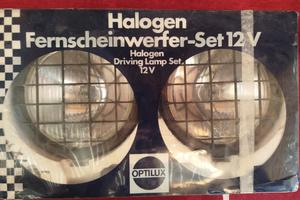 Halogen
Fernscheinwerfer-Set 12 V
Halogen
Driving Lamp Set,
12 V
OPTILUX